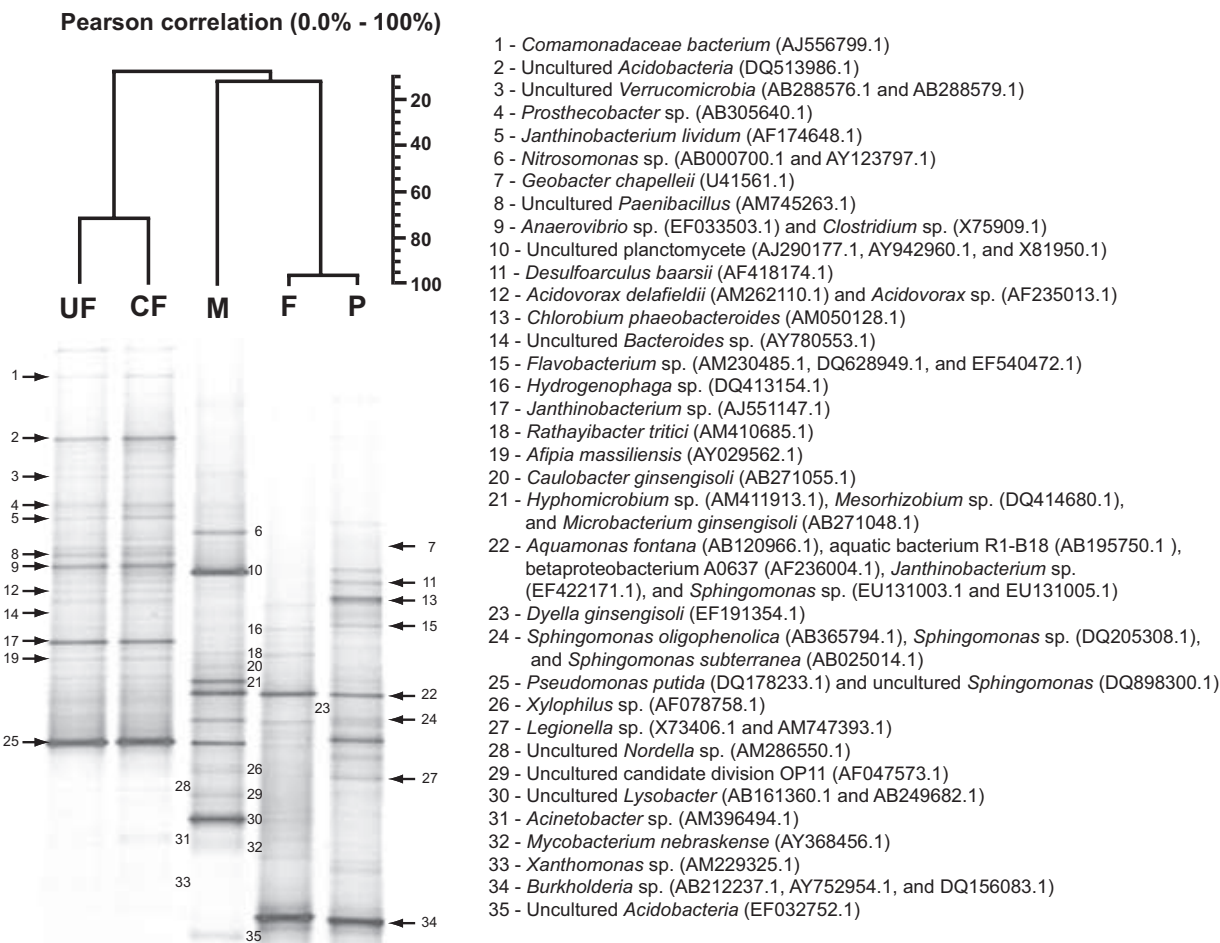 Pearson correlation (0.0% - 100%)
20
40
60
80
100
UF CF M F P
1
2
3
4
5
8
9
12
14
17
19
25
6
10
16
18
20
21
23
26
28
29
30
31
32
33
35
7
11
13
15
22
24
27
34
1 - Comamonadaceae bacterium (AJ556799.1)
2 - Uncultured Acidobacteria (DQ513986.1)
3 - Uncultured Verrucomicrobia (AB288576.1 and AB288579.1)
4 - Prosthecobacter sp. (AB305640.1)
5 - Janthinobacterium lividum (AF174648.1)
6 - Nitrosomonas sp. (AB000700.1 and AY123797.1)
7 - Geobacter chapelleii (U41561.1)
8 - Uncultured Paenibacillus (AM745263.1)
9 - Anaerovibrio sp. (EF033503.1) and Clostridium sp. (X75909.1)
10 - Uncultured planctomycete (AJ290177.1, AY942960.1, and X81950.1)
11 - Desulfoarculus baarsii (AF418174.1)
12 - Acidovorax delafieldii (AM262110.1) and Acidovorax sp. (AF235013.1)
13 - Chlorobium phaeobacteroides (AM050128.1)
14 - Uncultured Bacteroides sp. (AY780553.1)
15 - Flavobacterium sp. (AM230485.1, DQ628949.1, and EF540472.1)
16 - Hydrogenophaga sp. (DQ413154.1)
17 - Janthinobacterium sp. (AJ551147.1)
18 - Rathayibacter tritici (AM410685.1)
19 - Afipia massiliensis (AY029562.1)
20 - Caulobacter ginsengisoli (AB271055.1)
21 - Hyphomicrobium sp. (AM411913.1), Mesorhizobium sp. (DQ414680.1),
and Microbacterium ginsengisoli (AB271048.1)
22 - Aquamonas fontana (AB120966.1), aquatic bacterium R1-B18 (AB195750.1 ),
betaproteobacterium A0637 (AF236004.1), Janthinobacterium sp.
(EF422171.1), and Sphingomonas sp. (EU131003.1 and EU131005.1)
23 - Dyella ginsengisoli (EF191354.1)
24 - Sphingomonas oligophenolica (AB365794.1), Sphingomonas sp. (DQ205308.1),
and Sphingomonas subterranea (AB025014.1)
25 - Pseudomonas putida (DQ178233.1) and uncultured Sphingomonas (DQ898300.1)
26 - Xylophilus sp. (AF078758.1)
27 - Legionella sp. (X73406.1 and AM747393.1)
28 - Uncultured Nordella sp. (AM286550.1)
29 - Uncultured candidate division OP11 (AF047573.1)
30 - Uncultured Lysobacter (AB161360.1 and AB249682.1)
31 - Acinetobacter sp. (AM396494.1)
32 - Mycobacterium nebraskense (AY368456.1)
33 - Xanthomonas sp. (AM229325.1)
34 - Burkholderia sp. (AB212237.1, AY752954.1, and DQ156083.1)
35 - Uncultured Acidobacteria (EF032752.1)